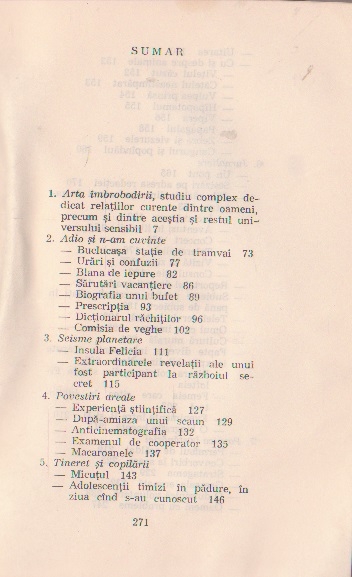 SUMAR
1. Arta îmbrobodirii, studiu complex de-
dicat relațiilor curente dintre oameni,
precum și dintre aceștia și restul uni-
versului sensibil 7
2. Adio și n-am cuvinte
— Buclucașa stație de tramvai 73
— Urări și confuzii 77
— Blana de iepure 82
— Sărutări vacanțiere 86
— Biografia unui bufet 89
— Prescripția 93
— Dicționarul răchiților 96
— Comisia de veghe 102
3. Seisme planetare
— Insula Felicia 111
— Extraordinarele revelații ale unui
fost participant la războiul se-
cret 115
4. Povestiri areale
— Experiență științifică 127
— După-amiaza unui scaun 129
— Anticinematografia 132
— Examenul de cooperator 135
— Macaroanele 137
5. Tineret și copilării
— Micuțul 143
— Adolescenții timizi în pădure, în
ziua cînd s-au cunoscut 146
271